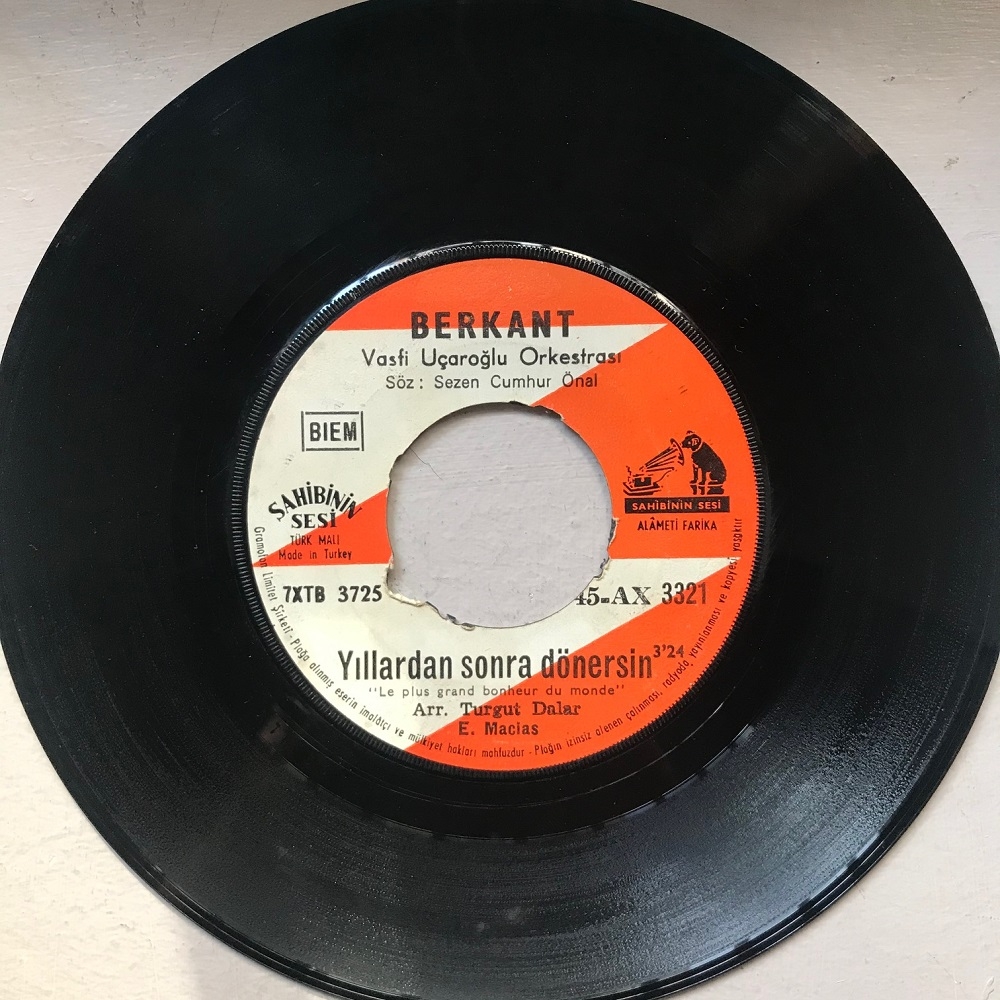 BERKANT
Vasfi Uçaroğlu Orkestrası
Söz: Sezen Cumhur Önal
BIEM
SAHİBİNİN
SESİ
TÜRK MALI
Made in Turkey
SAHİBİNİN SESİ
ALÂMETİ FARİKA
7XTB 3725
45-AX 3321
Yıllardan sonra dönersin 3'24
"Le plus grand bonheur du monde"
Arr. Turgut Dalar
E. Macias
Gramofon Limitet Şirketi - Plağa alınmış eserin imalâtçı ve mülkiyet hakları mahfuzdur - Plağın izinsiz alenen çalınması, radyoda yayınlanması ve kopyesi yasaktır